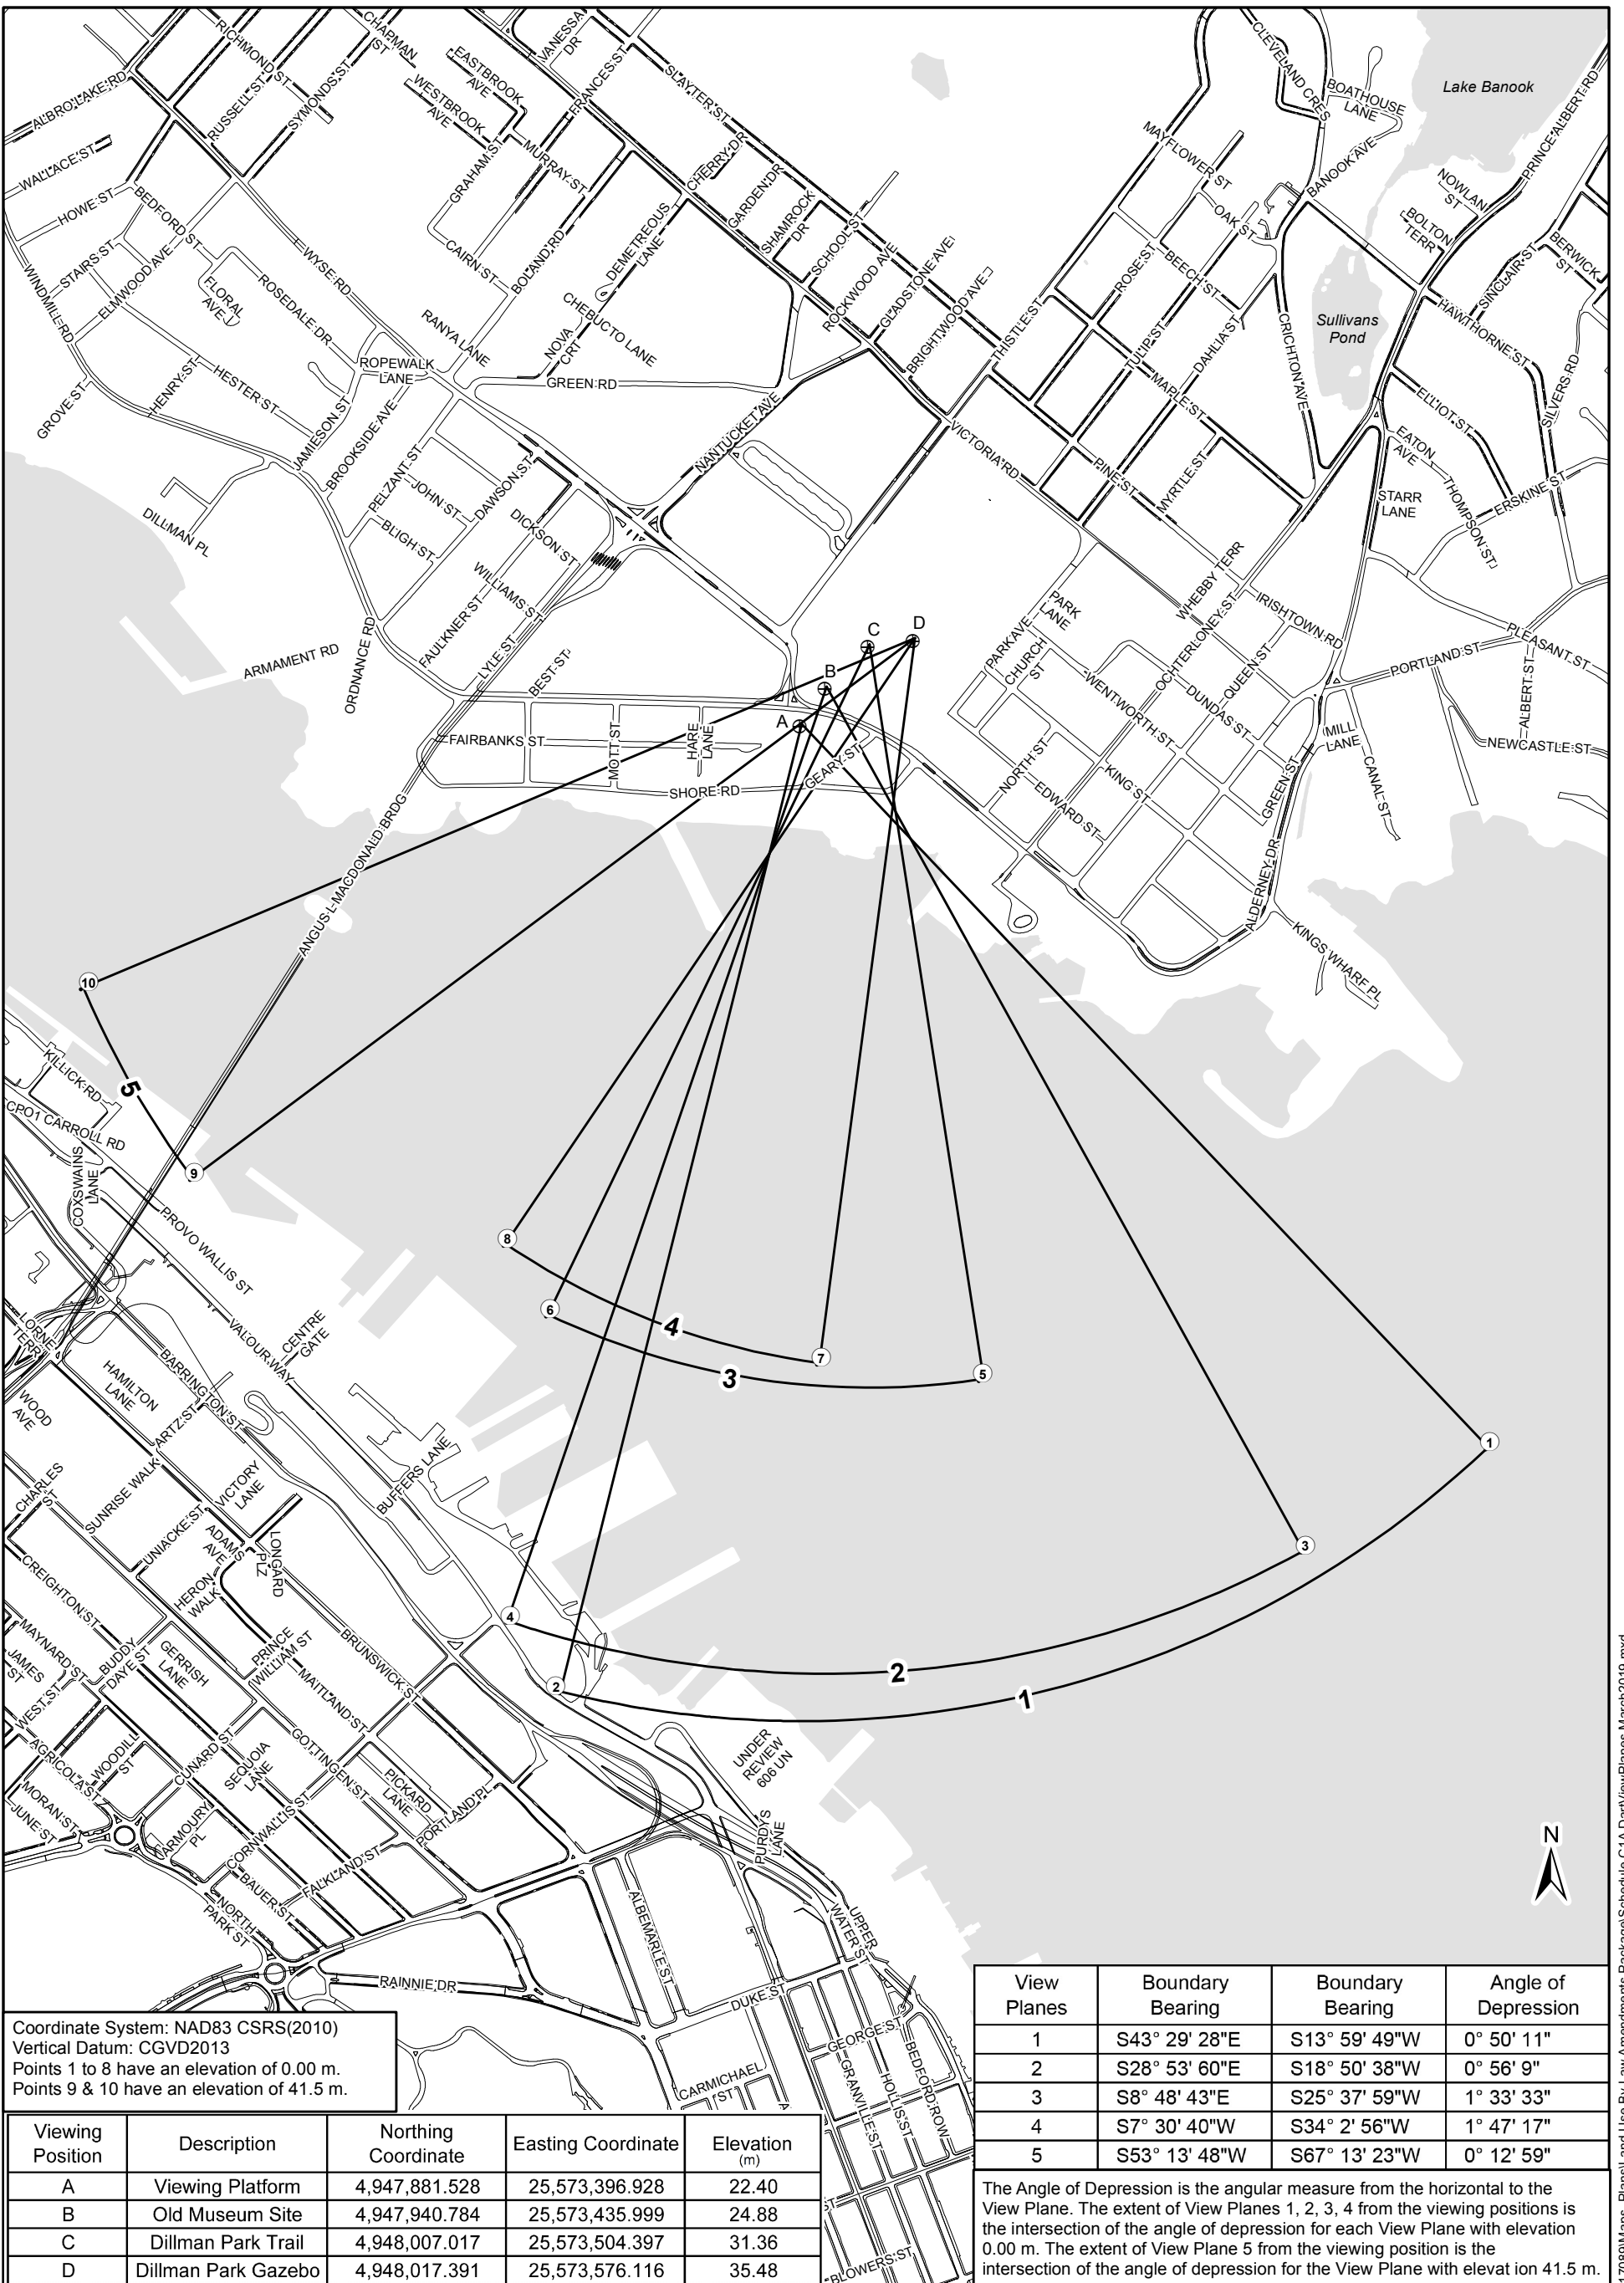 RICHMOND ST
CHAPMAN
ST
VANESSA
DR
EASTBROOK
AVE
WESTBROOK
AVE
FRANCES ST
SLAYTER ST
CLEVELAND CRES
BOATHOUSE
LANE
Lake Banook
PRINCE ALBERT RD
ALBRO LAKE RD
RUSSELL ST
SYMONDS ST
WALLACE ST
HOWE ST
BEDFORD ST
GRAHAM ST
MURRAY ST
CHERRY DR
GARDEN DR
SHAMROCK
DR
SCHOOL ST
MAYFLOWER ST
OAK ST
BANOOK AVE
NOWLAN
ST
BOLTON
TERR
SINCLAIR ST
BERWICK
ST
STAIRS ST
ELMWOOD AVE
WINDMILL RD
FLORAL
AVE
ROSEDALE DR
WYSE RD
CAIRN ST
BOLAND RD
DEMETREOUS
LANE
CHEBUCTO LANE
NOVA
CRT
RANYA LANE
ROCKWOOD AVE
GLADSTONE AVE
BRIGHTWOOD AVE
THISTLE ST
ROSE ST
BEECH ST
TULIP ST
DAHLIA ST
MAPLE ST
CRICHTON AVE
Sullivans
Pond
HAWTHORNE ST
SILVERS RD
ELLIOT ST
EATON
AVE
THOMPSON ST
ERSKINE ST
STARR
LANE
GROVE ST
HENRY ST
HESTER ST
JAMIESON ST
ROPEWALK
LANE
BROOKSIDE AVE
GREEN RD
NANTUCKET AVE
VICTORIA RD
PINE ST
MYRTLE ST
DILLMAN PL
PELZANT ST
JOHN ST
BLIGH ST
DAWSON ST
DICKSON ST
WILLIAMS ST
FAULKNER ST
LYLE ST
BEST ST
ARMAMENT RD
ORDNANCE RD
PARK
LANE
PARK AVE
CHURCH
ST
WHEBBY TERR
OCHTERLONEY ST
IRISHTOWN RD
QUEEN ST
DUNDAS ST
WENTWORTH ST
PORTLAND ST
PLEASANT ST
ALBERT ST
NEWCASTLE ST
MILL
LANE
CANAL ST
GREEN ST
A
B
C
D
FAIRBANKS ST
MOTT ST
HARE
LANE
SHORE RD
GEARY ST
NORTH ST
KING ST
EDWARD ST
ALDERNEY DR
KINGS WHARF PL
ANGUS L MACDONALD BRDG
10
5
9
KILLICK RD
CPO1 CARROLL RD
COXSWAINS
LANE
PROVO WALLIS ST
VALOUR WAY
CENTRE
GATE
8
6
4
3
7
5
1
3
4
2
2
1
LORNE
TERR
WOOD
AVE
HAMILTON
LANE
BARRINGTON ST
ARTZ ST
BUFFERS LANE
CHARLES
ST
SUNRISE WALK
VICTORY
LANE
UNIACKE ST
ADAMS
AVE
LONGARD
PLZ
HERON
WALK
CREIGHTON ST
MAYNARD ST
JAMES
ST
WEST ST
BUDDY
DAYE ST
GERRISH
LANE
PRINCE
WILLIAM ST
BRUNSWICK ST
MAITLAND ST
AGRICOLA ST
WOODILL
ST
CUNARD ST
SEQUOIA
LANE
GOTTINGEN ST
PICKARD
LANE
PORTLAND PL
MORAN ST
JUNE ST
ARMOURY
PL
CORNWALLIS ST
FALKLAND ST
BAUER ST
NORTH
PARK ST
UNDER
REVIEW
606 UN
PURDYS
LANE
UPPER
WATER ST
ALBEMARLE ST
RAINNIE DR
DUKE ST
GEORGE ST
CARMICHAEL
ST
GRANVILLE ST
HOLLIS ST
BEDFORD ROW
BLOWERS ST
N
Coordinate System: NAD83 CSRS(2010)
Vertical Datum: CGVD2013
Points 1 to 8 have an elevation of 0.00 m.
Points 9 & 10 have an elevation of 41.5 m.
Viewing Position Description Northing Coordinate Easting Coordinate Elevation (m)
A Viewing Platform 4,947,881.528 25,573,396.928 22.40
B Old Museum Site 4,947,940.784 25,573,435.999 24.88
C Dillman Park Trail 4,948,007.017 25,573,504.397 31.36
D Dillman Park Gazebo 4,948,017.391 25,573,576.116 35.48
View Planes Boundary Bearing Boundary Bearing Angle of Depression
1 S43° 29' 28"E S13° 59' 49"W 0° 50' 11"
2 S28° 53' 60"E S18° 50' 38"W 0° 56' 9"
3 S8° 48' 43"E S25° 37' 59"W 1° 33' 33"
4 S7° 30' 40"W S34° 2' 56"W 1° 47' 17"
5 S53° 13' 48"W S67° 13' 23"W 0° 12' 59"
The Angle of Depression is the angular measure from the horizontal to the
View Plane. The extent of View Planes 1, 2, 3, 4 from the viewing positions is
the intersection of the angle of depression for each View Plane with elevation
0.00 m. The extent of View Plane 5 from the viewing position is the
intersection of the angle of depression for the View Plane with elevat ion 41.5 m.